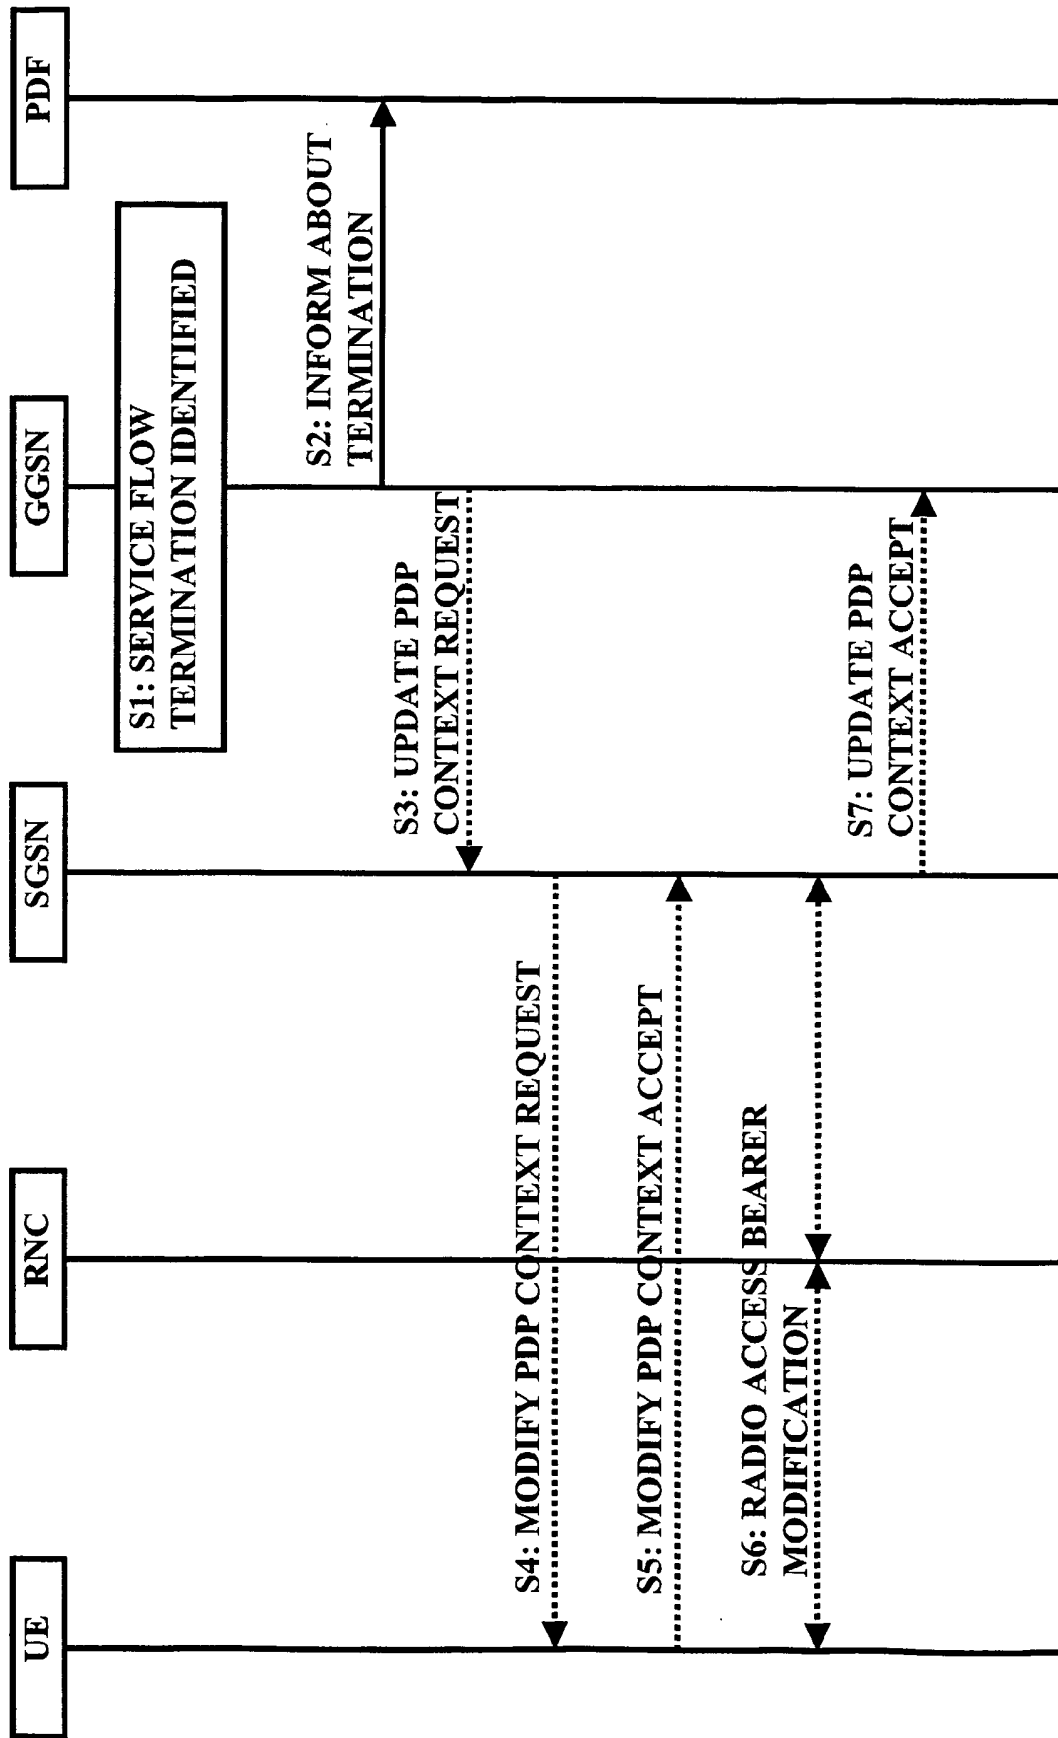 UE
RNC
SGSN
GGSN
PDF
S1: SERVICE FLOW
TERMINATION IDENTIFIED
S2: INFORM ABOUT
TERMINATION
S3: UPDATE PDP
CONTEXT REQUEST
S4: MODIFY PDP CONTEXT REQUEST
S5: MODIFY PDP CONTEXT ACCEPT
S6: RADIO ACCESS BEARER
MODIFICATION
S7: UPDATE PDP
CONTEXT ACCEPT